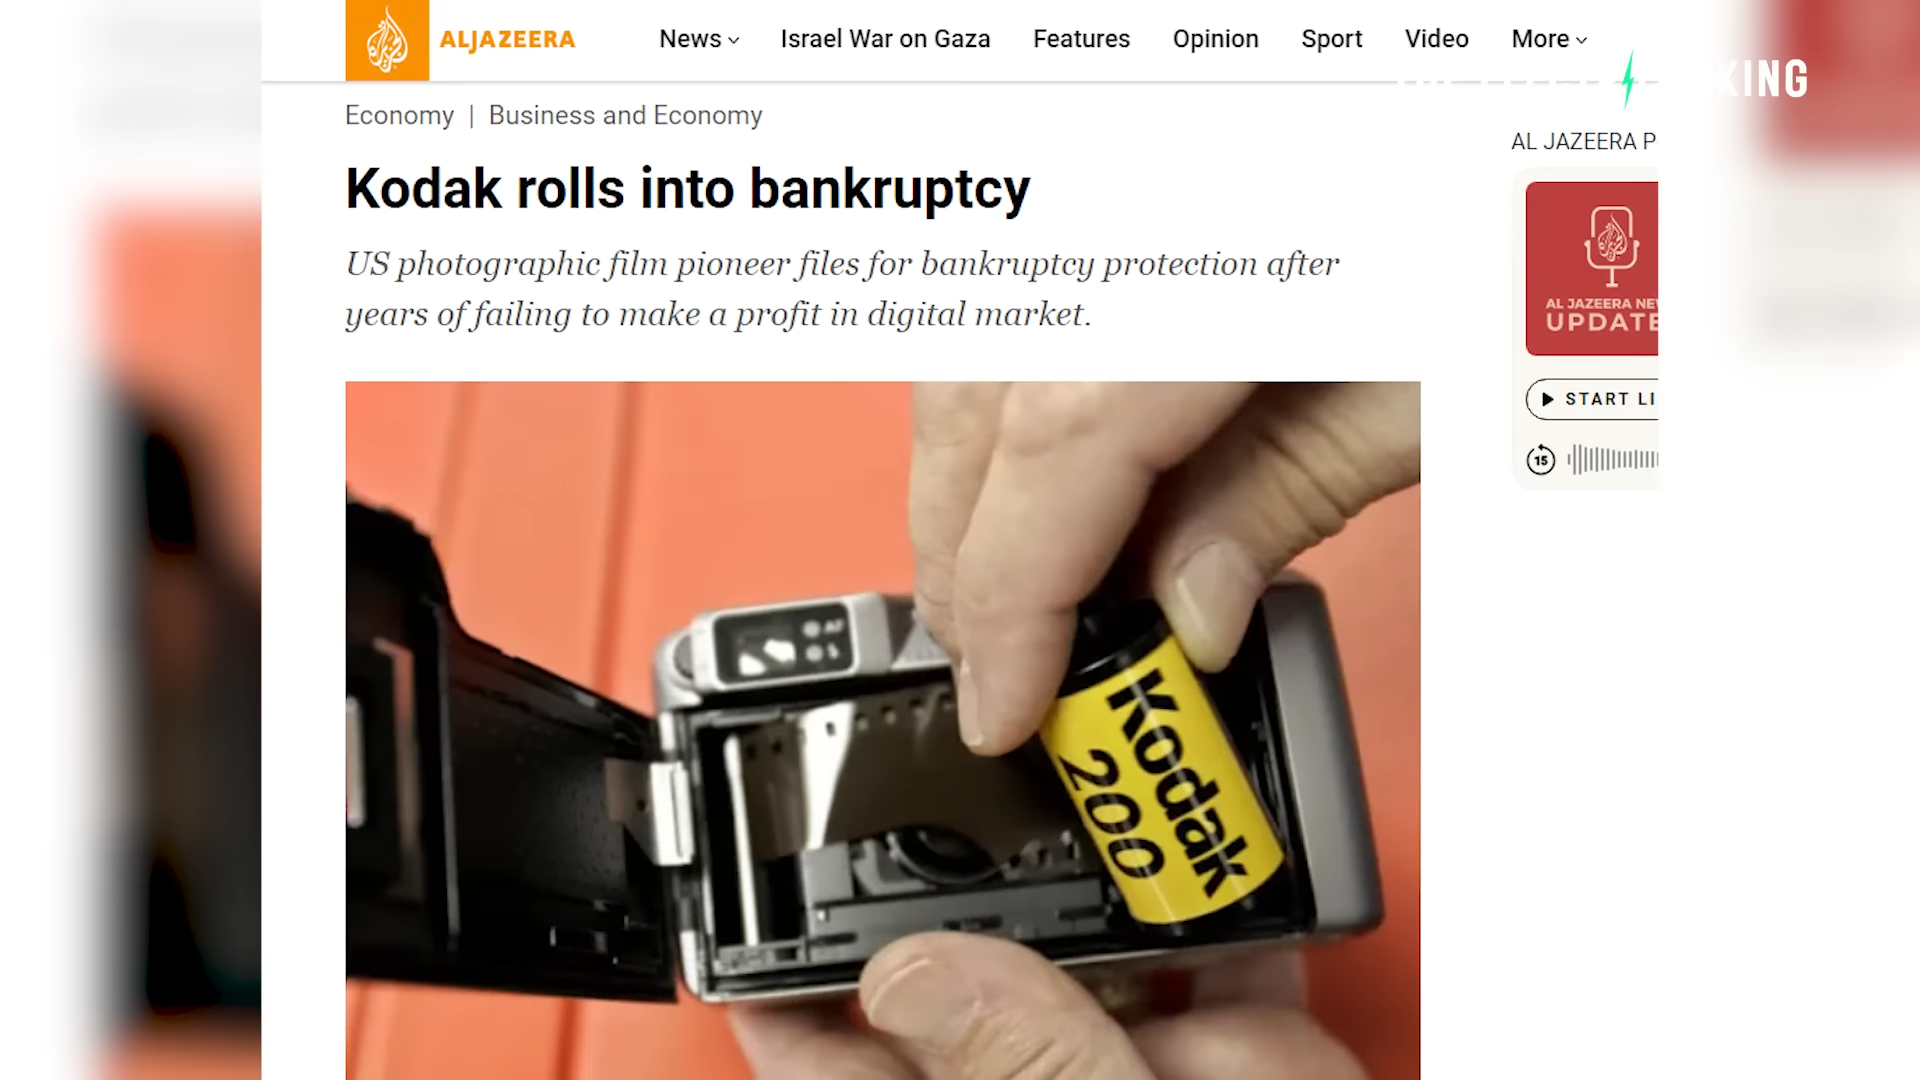 ALJAZEERA
News
Israel War on Gaza
Features
Opinion
Sport
Video
More
KING
Economy | Business and Economy
AL JAZEERA P
Kodak rolls into bankruptcy
US photographic film pioneer files for bankruptcy protection after
years of failing to make a profit in digital market.
AL JAZEERA NEW
UPDATE
START LI
15
Kodak
200